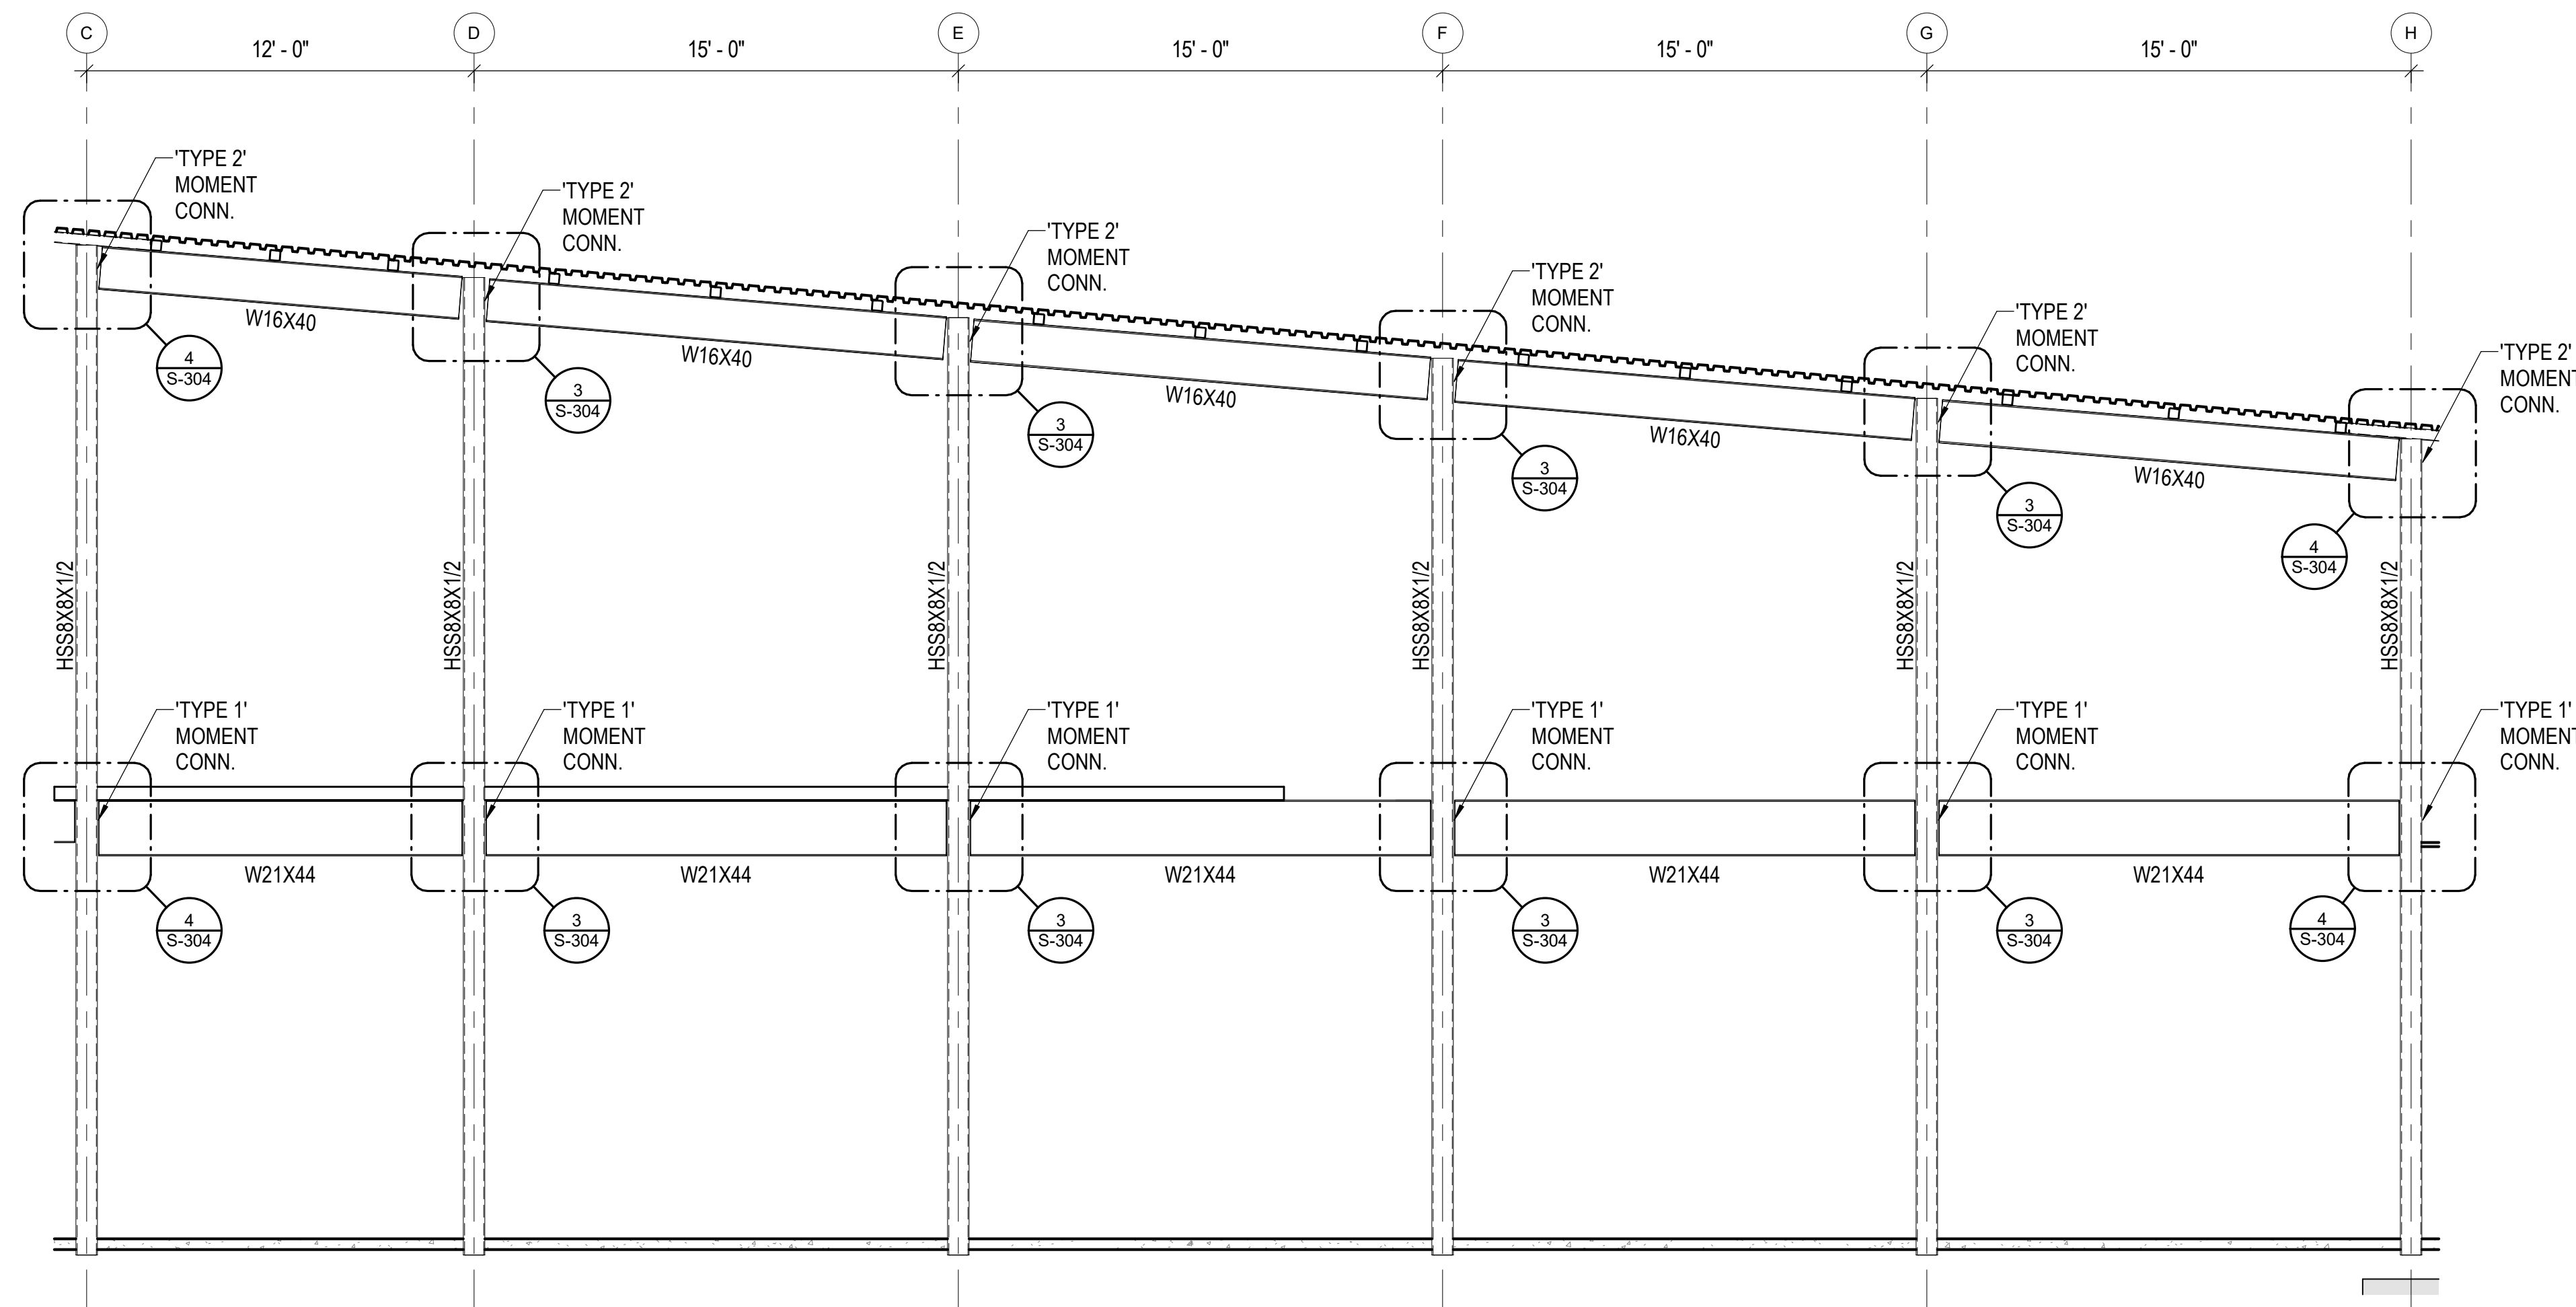 C
D
E
F
G
H
12' - 0"
15' - 0"
15' - 0"
15' - 0"
15' - 0"
'TYPE 2'
MOMENT
CONN.
'TYPE 2'
MOMENT
CONN.
'TYPE 2'
MOMENT
CONN.
'TYPE 2'
MOMENT
CONN.
'TYPE 2'
MOMENT
CONN.
'TYPE 2'
MOMENT
CONN.
W16X40
W16X40
W16X40
W16X40
W16X40
4
S-304
3
S-304
3
S-304
3
S-304
3
S-304
4
S-304
HSS8X8X1/2
HSS8X8X1/2
HSS8X8X1/2
HSS8X8X1/2
HSS8X8X1/2
HSS8X8X1/2
'TYPE 1'
MOMENT
CONN.
'TYPE 1'
MOMENT
CONN.
'TYPE 1'
MOMENT
CONN.
'TYPE 1'
MOMENT
CONN.
'TYPE 1'
MOMENT
CONN.
'TYPE 1'
MOMENT
CONN.
W21X44
W21X44
W21X44
W21X44
W21X44
4
S-304
3
S-304
3
S-304
3
S-304
3
S-304
4
S-304